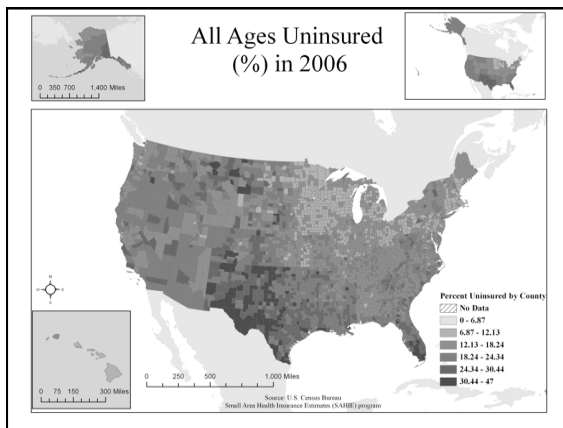 All Ages Uninsured
(%) in 2006
0 350 700 1,400 Miles
N
W E
S
Percent Uninsured by County
No Data
0 - 6.87
6.87 - 12.13
12.13 - 18.24
18.24 - 24.34
24.34 - 30.44
30.44 - 47
0 75 150 300 Miles
0 250 500 1,000 Miles
Source: U.S. Census Bureau
Small Area Health Insurance Estimates (SAHIE) program